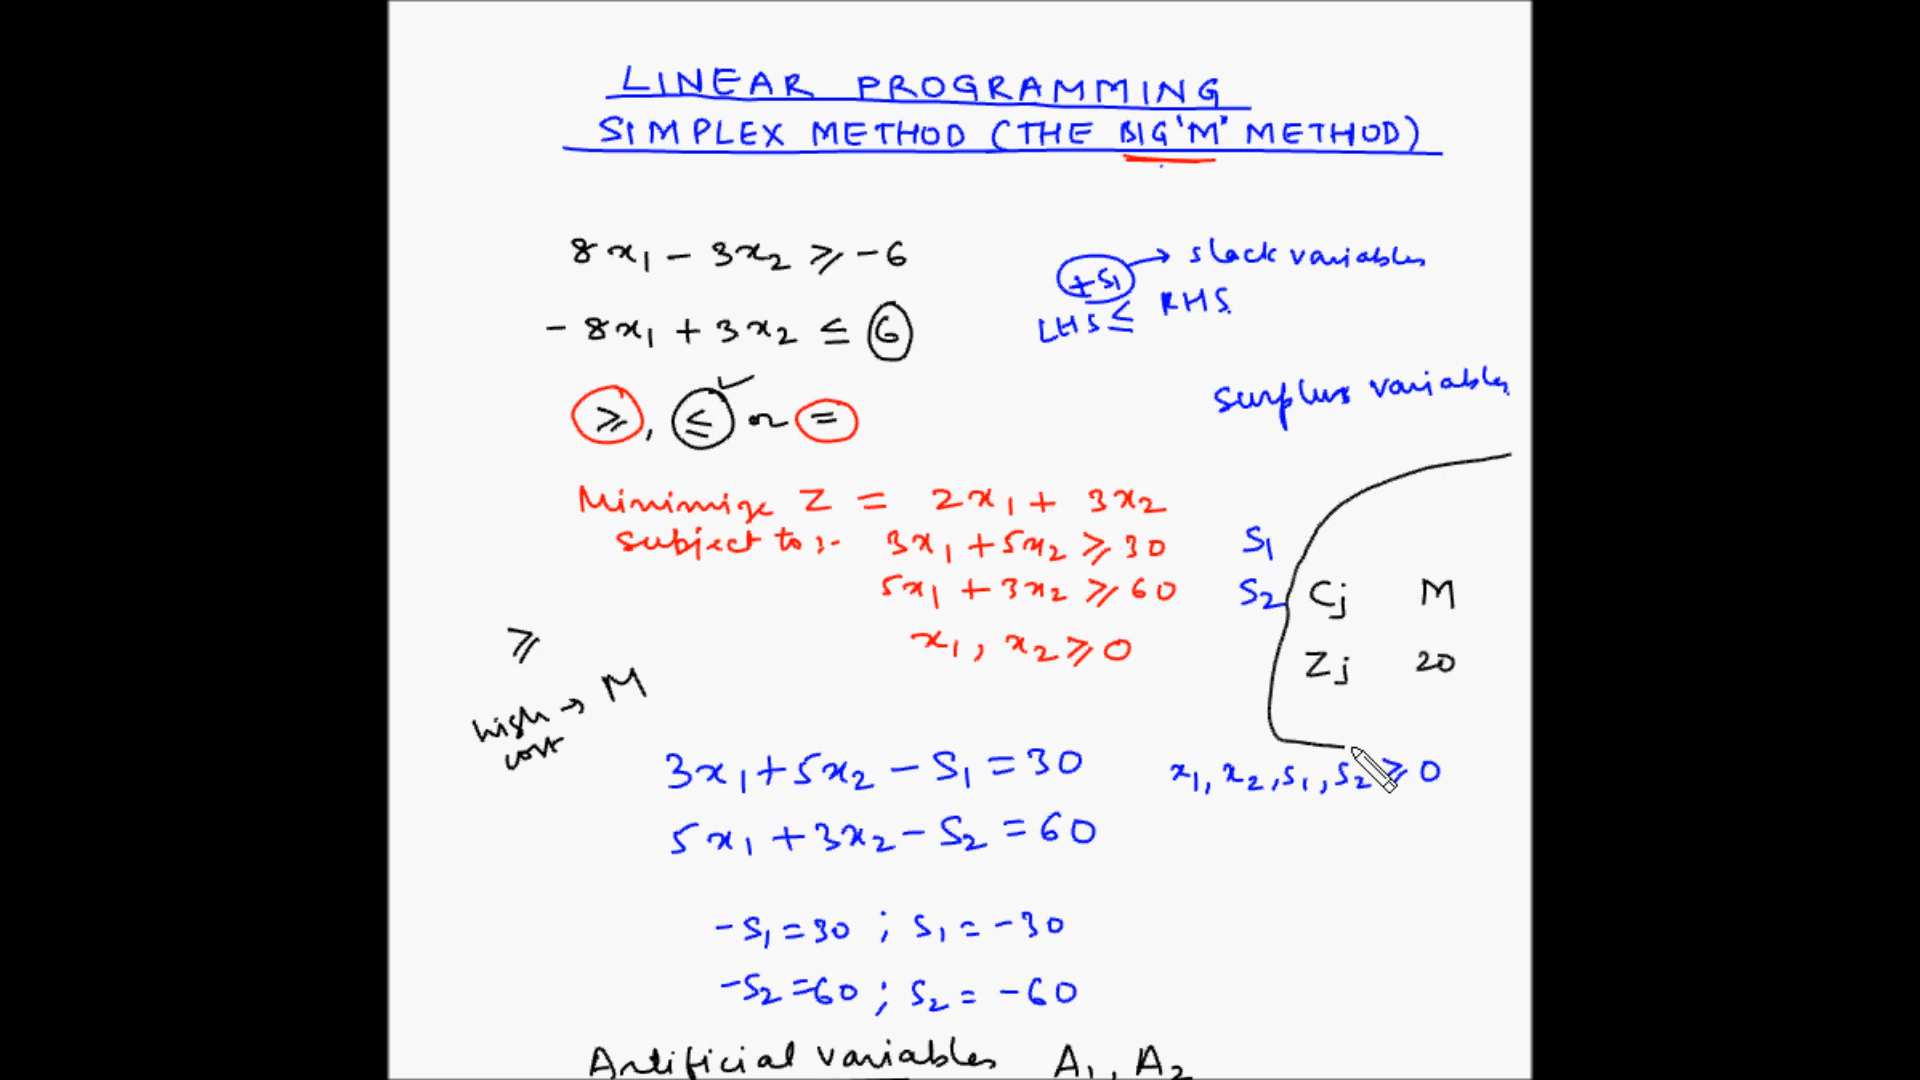 LINEAR PROGRAMMING
SIMPLEX METHOD (THE BIG 'M' METHOD)
8x₁ - 3x₂ ≥ -6
+S₁ → slack variables
LHS ≤ RHS
- 8x₁ + 3x₂ ≤ 6
surplus variables
≥, ≤ or =
Minimize Z = 2x₁ + 3x₂
subject to :- 3x₁ + 5x₂ ≥ 30 S₁
5x₁ + 3x₂ ≥ 60 S₂
x₁, x₂ ≥ 0
Cj M
Zj 20
≥
high cost → M
3x₁ + 5x₂ - S₁ = 30 x₁, x₂, S₁, S₂ ≥ 0
5x₁ + 3x₂ - S₂ = 60
-S₁ = 30 ; S₁ = -30
-S₂ = 60 ; S₂ = -60
Artificial variables A₁, A₂